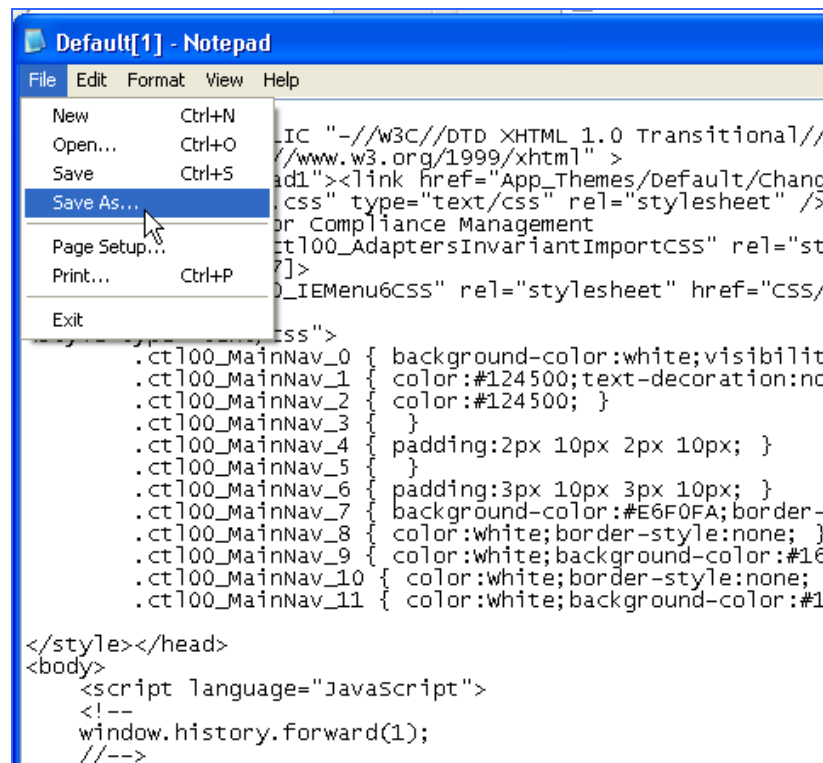 Default[1] - Notepad
File Edit Format View Help
New Ctrl+N
Open... Ctrl+O
Save Ctrl+S
Save As...
Page Setup...
Print... Ctrl+P
Exit
LIC "-//W3C//DTD XHTML 1.0 Transitional//
//www.w3.org/1999/xhtml" >
ad1"><link href="App_Themes/Default/Chang
.css" type="text/css" rel="stylesheet" />
or Compliance Management
ctl00_AdaptersInvariantImportCSS" rel="st
7]>
0_IEMenu6CSS" rel="stylesheet" href="CSS/
css">
.ctl00_MainNav_0 { background-color:white;visibilit
.ctl00_MainNav_1 { color:#124500;text-decoration:no
.ctl00_MainNav_2 { color:#124500; }
.ctl00_MainNav_3 {  }
.ctl00_MainNav_4 { padding:2px 10px 2px 10px; }
.ctl00_MainNav_5 {  }
.ctl00_MainNav_6 { padding:3px 10px 3px 10px; }
.ctl00_MainNav_7 { background-color:#E6F0FA;border-
.ctl00_MainNav_8 { color:White;border-style:none; }
.ctl00_MainNav_9 { color:White;background-color:#16
.ctl00_MainNav_10 { color:White;border-style:none;
.ctl00_MainNav_11 { color:White;background-color:#1
</style></head>
<body>
<script language="JavaScript">
<!--
window.history.forward(1);
//-->